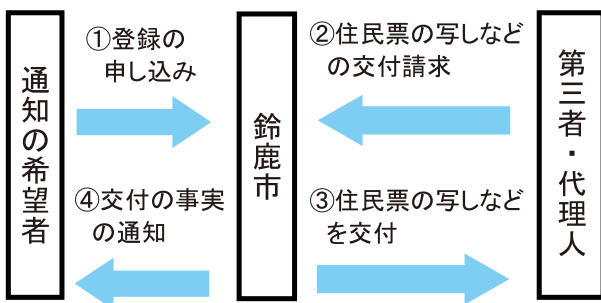 通知の希望者
①登録の
申し込み
④交付の事実
の通知
鈴鹿市
②住民票の写しなど
の交付請求
③住民票の写しなど
を交付
第三者・代理人